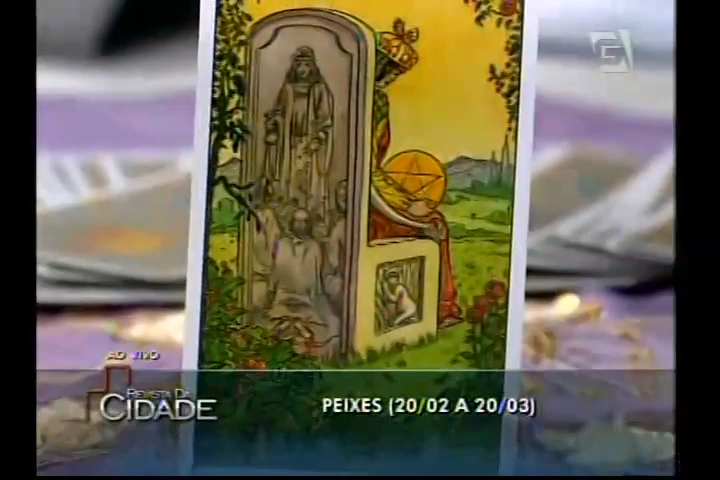 AO VIVO
REVISTA DA
CIDADE
PEIXES (20/02 A 20/03)